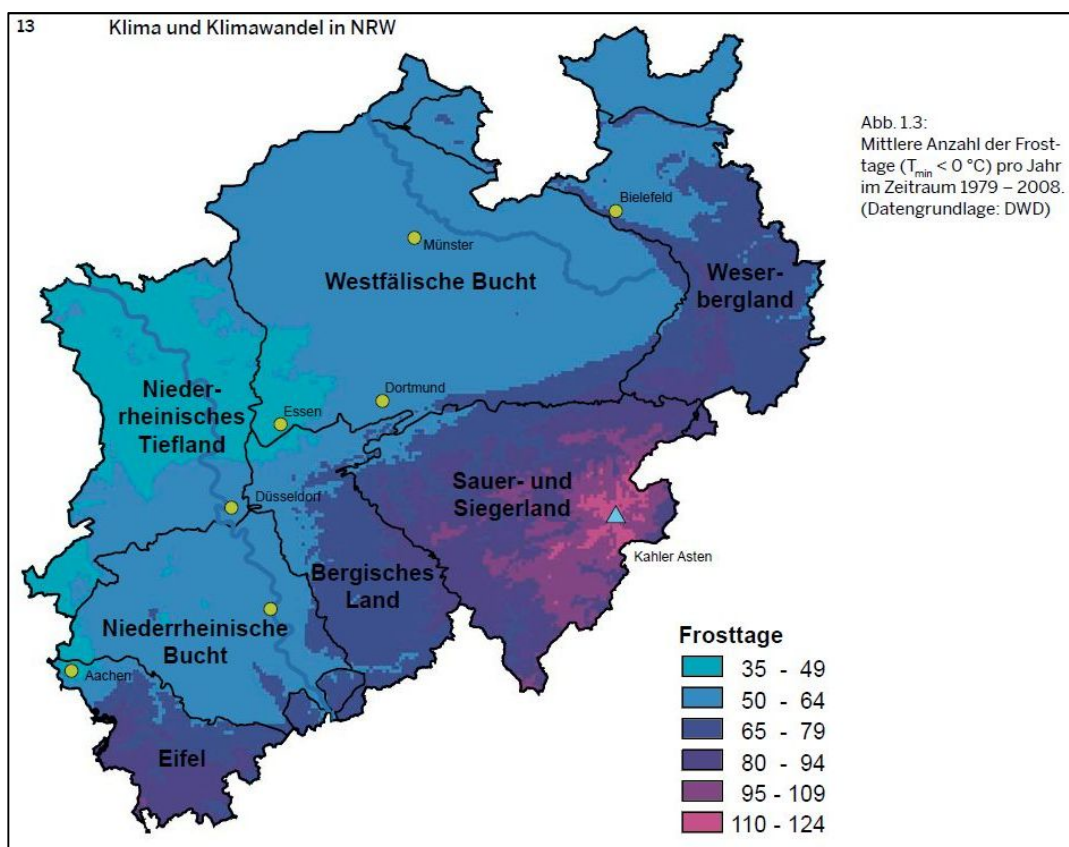 13 Klima und Klimawandel in NRW
Abb. 1.3:
Mittlere Anzahl der Frost-
tage (Tmin < 0 °C) pro Jahr
im Zeitraum 1979 – 2008.
(Datengrundlage: DWD)
Bielefeld
Münster
Westfälische Bucht
Weser-
bergland
Nieder-
rheinisches
Tiefland
Dortmund
Essen
Sauer- und
Siegerland
Düsseldorf
Kahler Asten
Bergisches
Land
Niederrheinische
Bucht
Aachen
Eifel
Frosttage
35 - 49
50 - 64
65 - 79
80 - 94
95 - 109
110 - 124